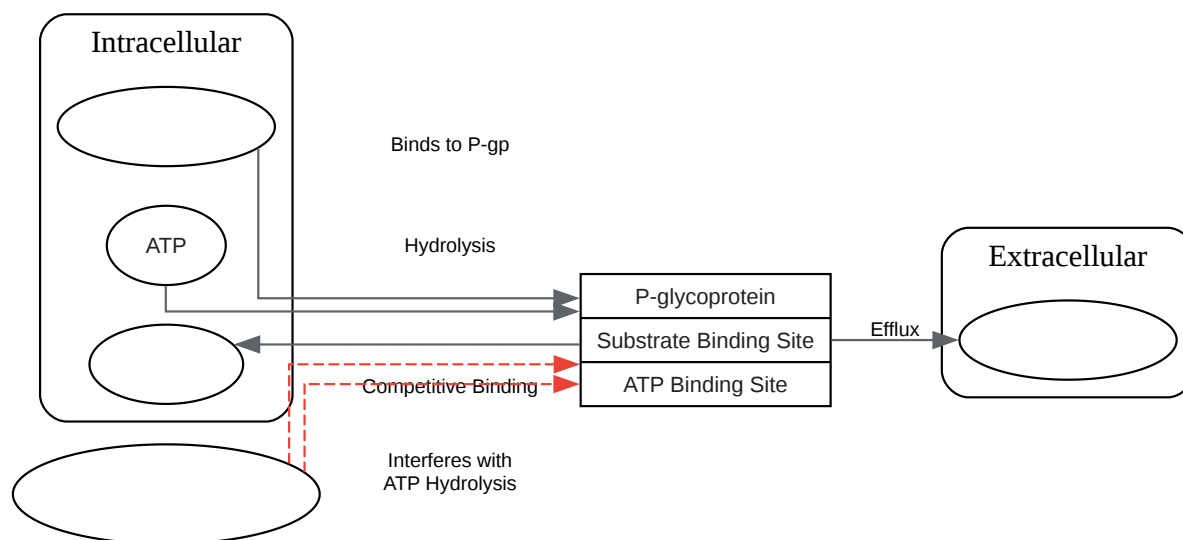 Intracellular
Binds to P-gp
ATP
Hydrolysis
Extracellular
P-glycoprotein
Substrate Binding Site
Efflux
ATP Binding Site
Competitive Binding
Interferes with
ATP Hydrolysis